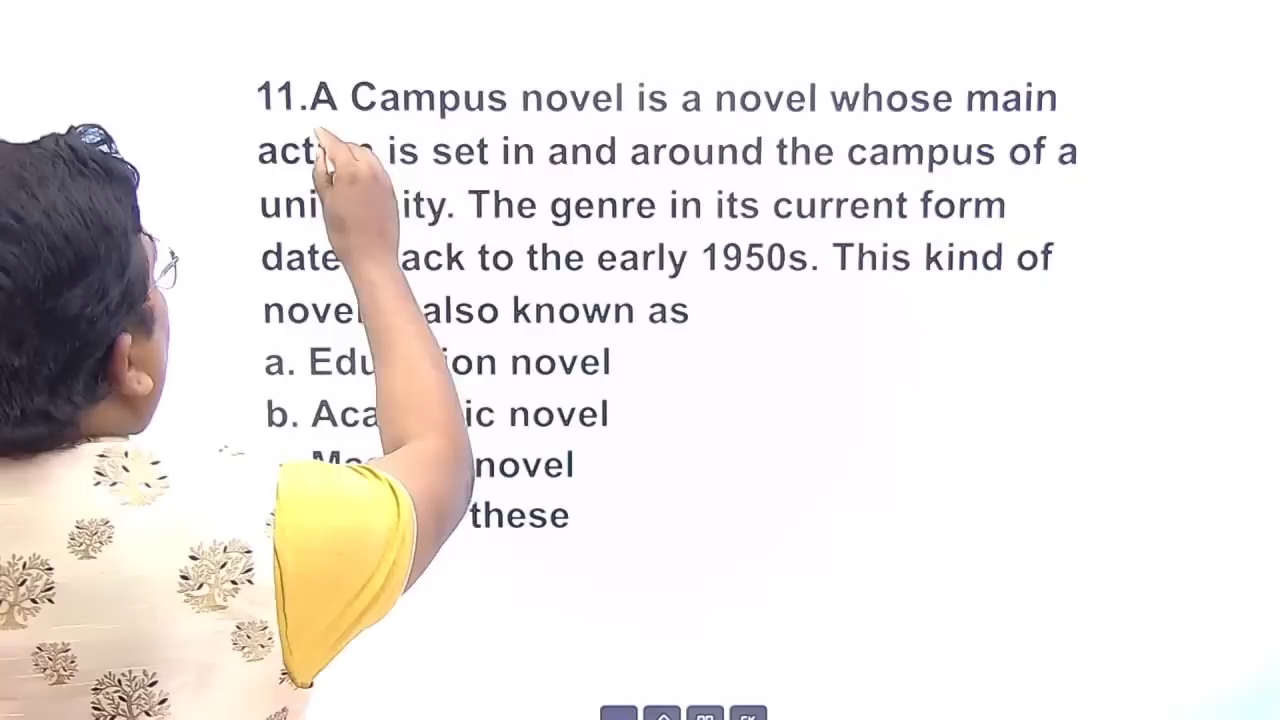 11.A Campus novel is a novel whose main
is set in and around the campus of a
The genre in its current form
to the early 1950s. This kind of
also known as
a. novel
b. novel
novel
these